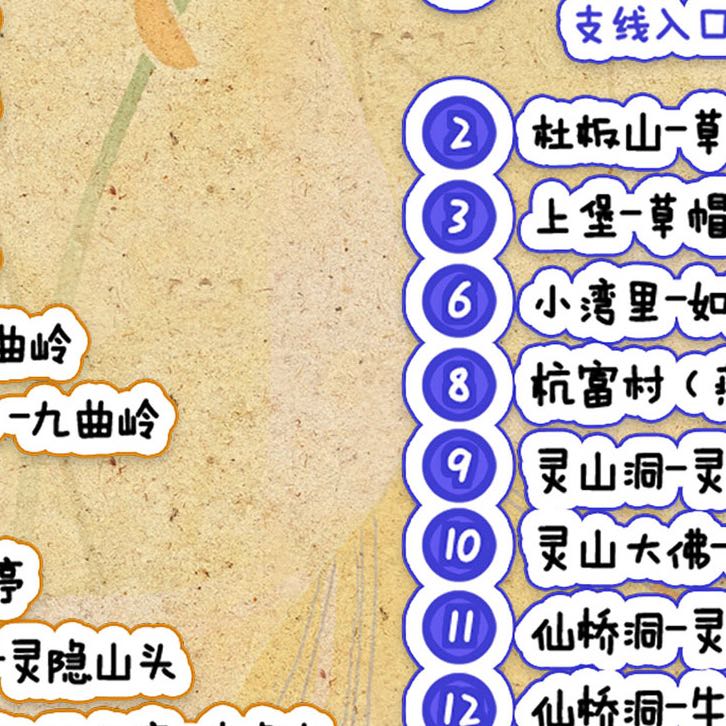 支线入口
2 杜坂山-草
3 上堡-草帽
6 小湾里-如
8 杭富村（
9 灵山洞-灵
10 灵山大佛-
11 仙桥洞-灵
12 仙桥洞-牛
曲岭
-九曲岭
亭
-灵隐山头